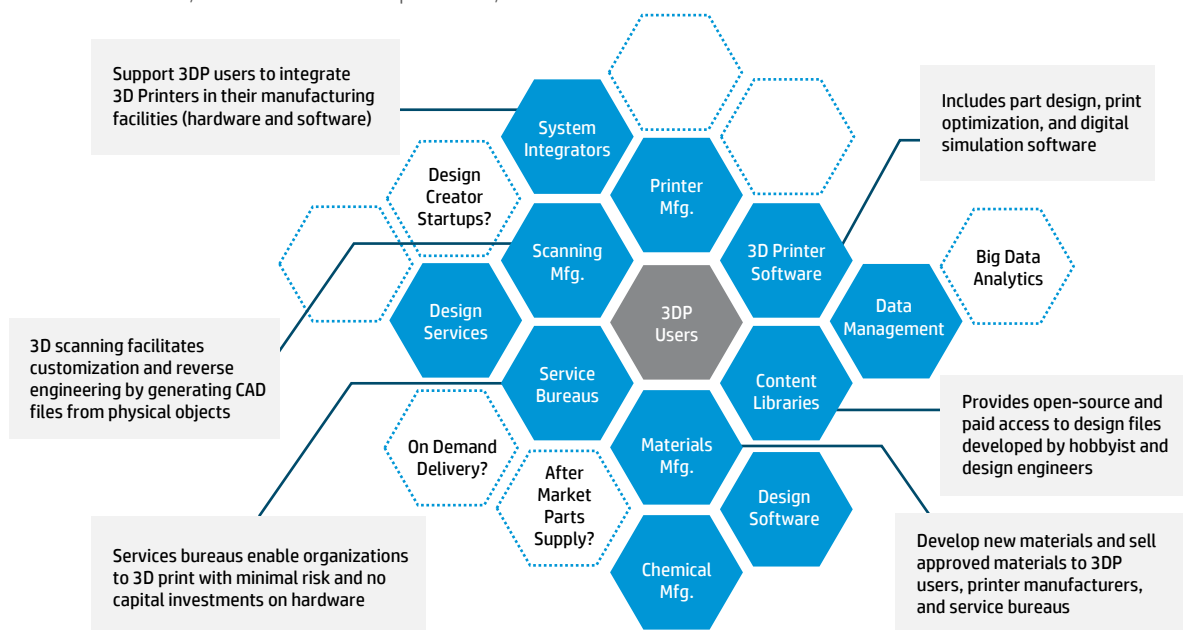 Support 3DP users to integrate
3D Printers in their manufacturing
facilities (hardware and software)
System
Integrators
Includes part design, print
optimization, and digital
simulation software
Design
Creator
Startups?
Printer
Mfg.
Scanning
Mfg.
3D Printer
Software
Big Data
Analytics
Design
Services
3DP
Users
Data
Management
3D scanning facilitates
customization and reverse
engineering by generating CAD
files from physical objects
Service
Bureaus
Content
Libraries
Provides open-source and
paid access to design files
developed by hobbyist and
design engineers
On Demand
Delivery?
After
Market
Parts
Supply?
Materials
Mfg.
Design
Software
Services bureaus enable organizations
to 3D print with minimal risk and no
capital investments on hardware
Chemical
Mfg.
Develop new materials and sell
approved materials to 3DP
users, printer manufacturers,
and service bureaus